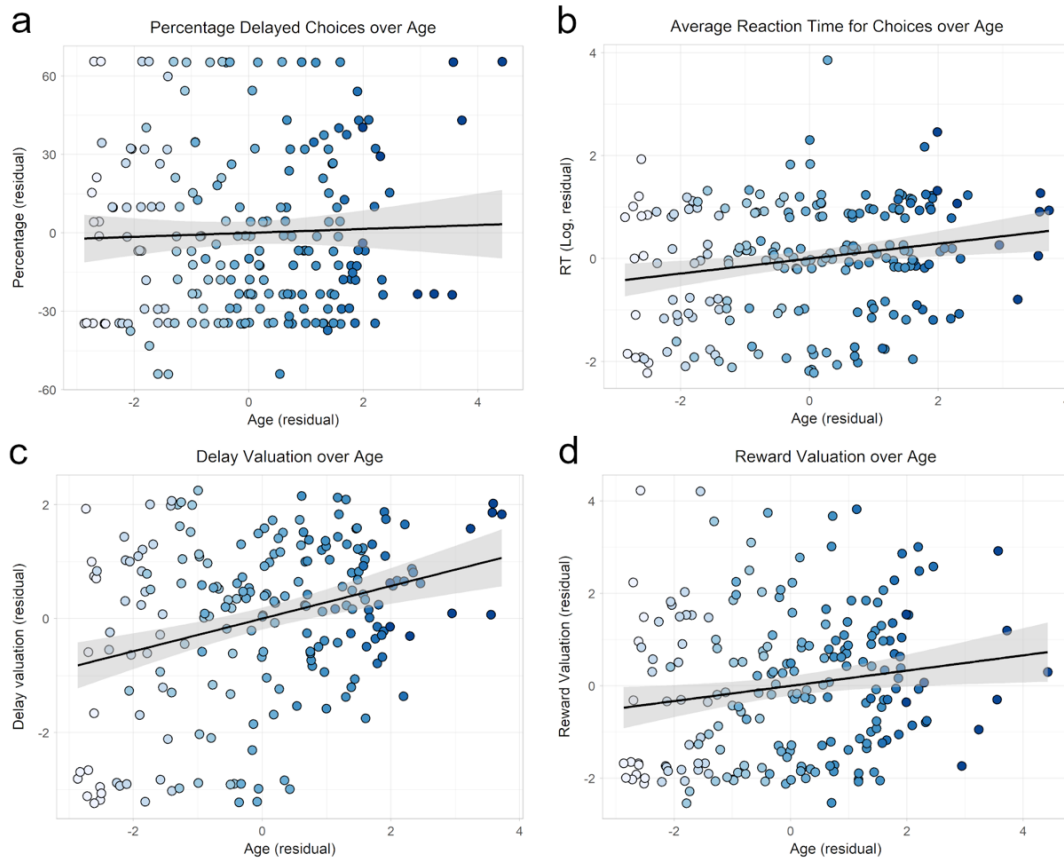 a
Percentage Delayed Choices over Age
Percentage (residual)
60
30
0
-30
-60
-2
0
2
4
Age (residual)
b
Average Reaction Time for Choices over Age
RT (Log. residual)
4
2
0
-2
-2
0
2
Age (residual)
c
Delay Valuation over Age
Delay valuation (residual)
2
0
-2
-2
0
2
4
Age (residual)
d
Reward Valuation over Age
Reward Valuation (residual)
4
2
0
-2
-2
0
2
4
Age (residual)